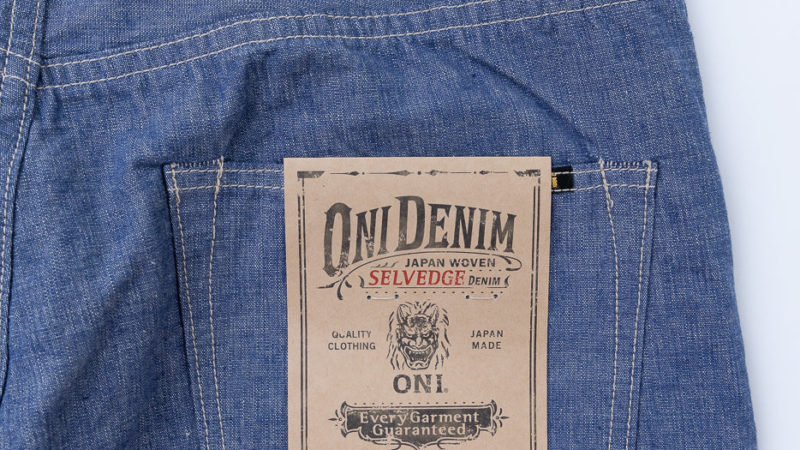 ONI DENIM
JAPAN WOVEN
SELVEDGE DENIM
QUALITY CLOTHING
JAPAN MADE
ONI.
Every Garment
Guaranteed